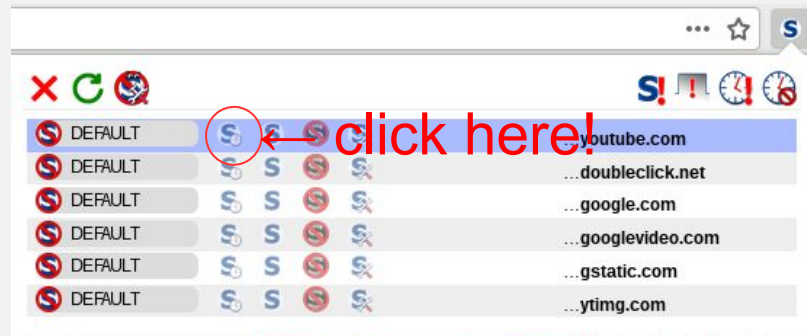 DEFAULT ← click here! ...youtube.com
DEFAULT ...doubleclick.net
DEFAULT ...google.com
DEFAULT ...googlevideo.com
DEFAULT ...gstatic.com
DEFAULT ...ytimg.com